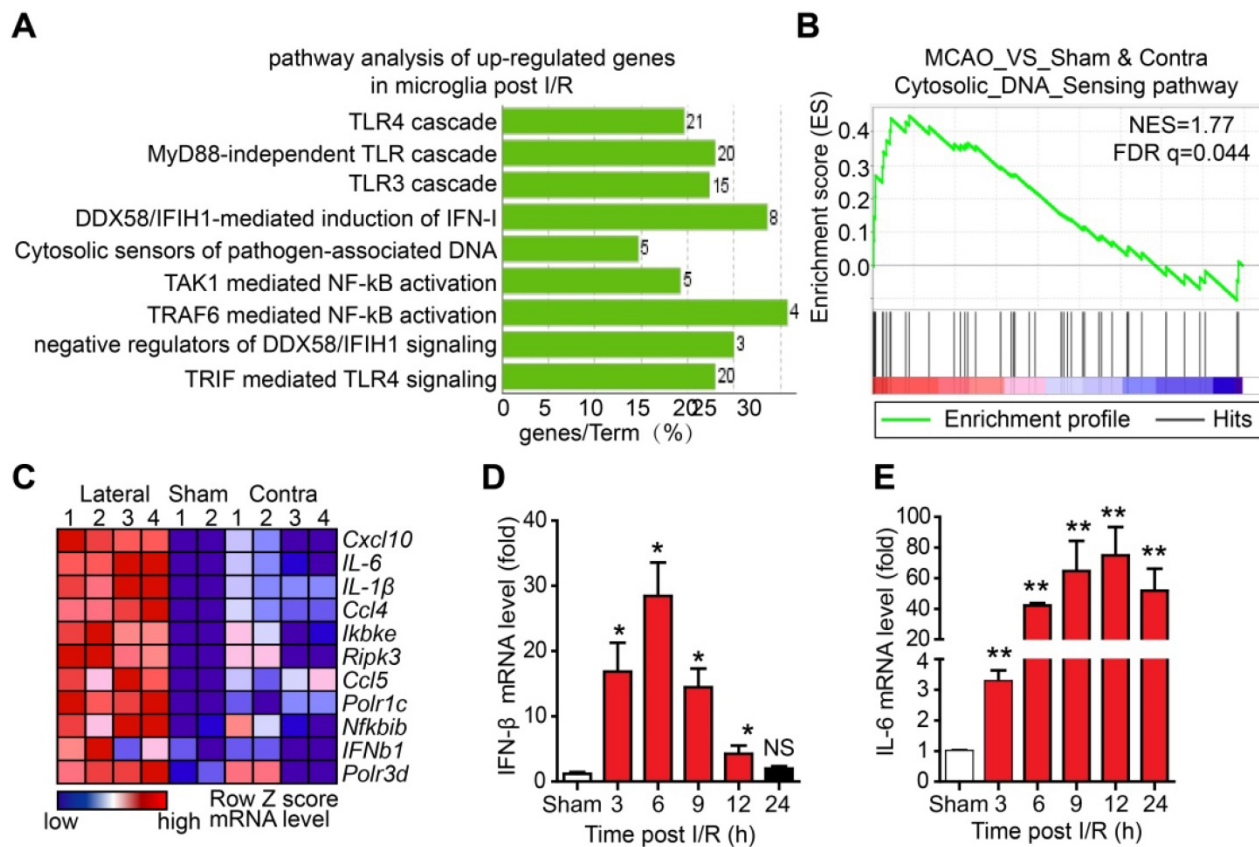 A
pathway analysis of up-regulated genes
in microglia post I/R
TLR4 cascade
21
MyD88-independent TLR cascade
20
TLR3 cascade
15
DDX58/IFIH1-mediated induction of IFN-I
8
Cytosolic sensors of pathogen-associated DNA
5
TAK1 mediated NF-kB activation
5
TRAF6 mediated NF-kB activation
4
negative regulators of DDX58/IFIH1 signaling
3
TRIF mediated TLR4 signaling
20
0 5 10 15 20 25 30
genes/Term (%)
B
MCAO_VS_Sham & Contra
Cytosolic_DNA_Sensing pathway
NES=1.77
FDR q=0.044
Enrichment score (ES)
0.4
0.3
0.2
0.1
0.0
Enrichment profile
Hits
C
Lateral Sham Contra
1 2 3 4 1 2 1 2 3 4
Cxcl10
IL-6
IL-1β
Ccl4
Ikbke
Ripk3
Ccl5
Polr1c
Nfkbib
IFNb1
Polr3d
low
high
Row Z score
mRNA level
D
IFN-β mRNA level (fold)
40
30
20
10
0
* * * * NS
Sham 3 6 9 12 24
Time post I/R (h)
E
IL-6 mRNA level (fold)
100
80
60
40
20
4
3
2
1
0
** ** ** ** **
Sham 3 6 9 12 24
Time post I/R (h)